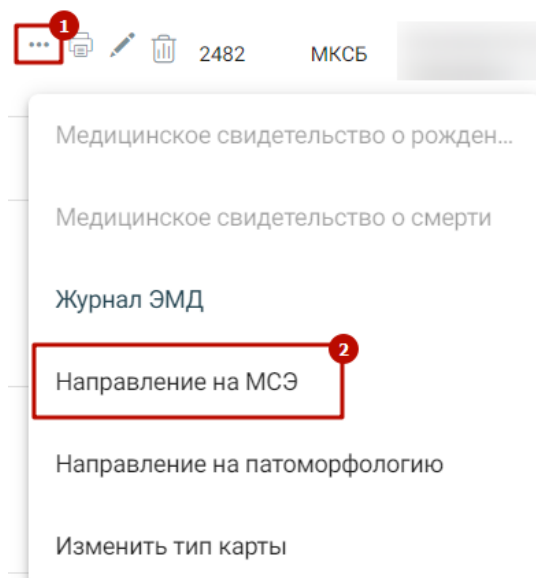 1
2482 МКСБ
Медицинское свидетельство о рожден...
Медицинское свидетельство о смерти
Журнал ЭМД
2
Направление на МСЭ
Направление на патоморфологию
Изменить тип карты